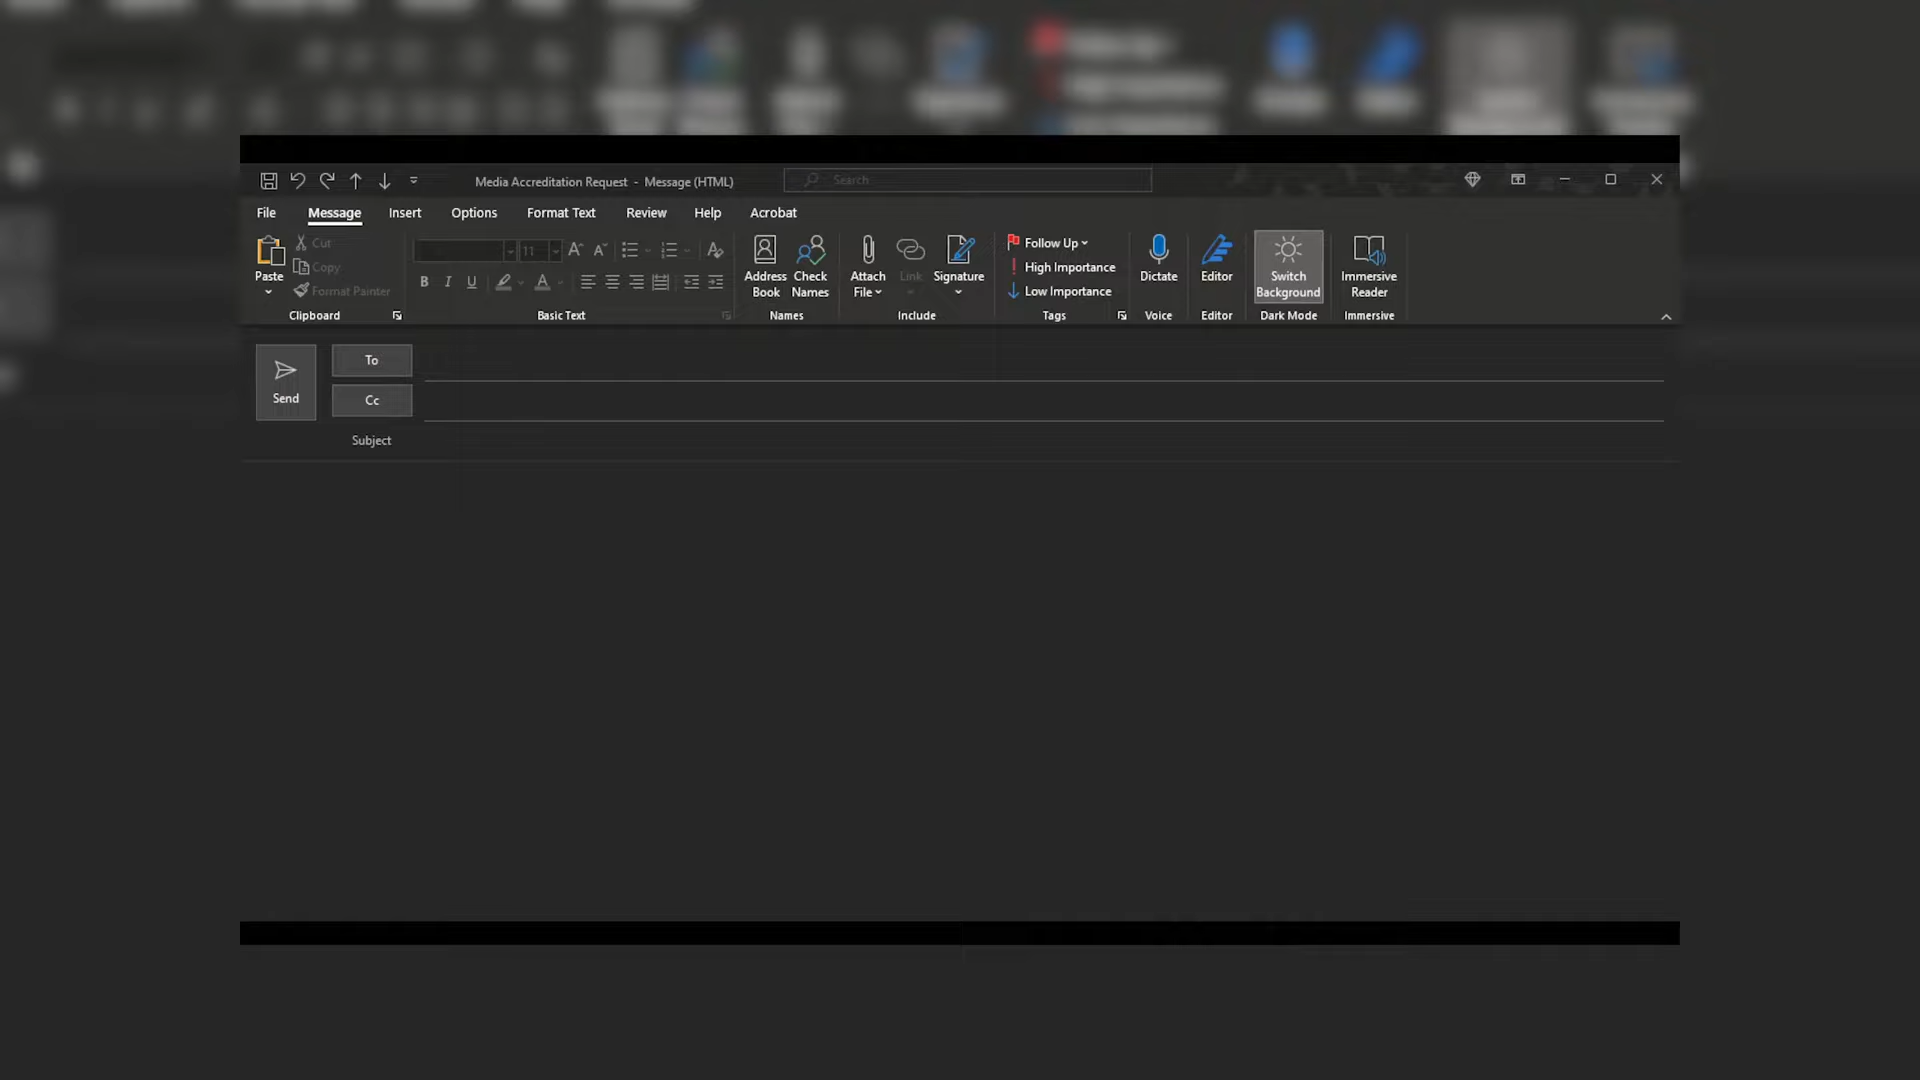 Media Accreditation Request - Message (HTML)
Search
File Message Insert Options Format Text Review Help Acrobat
Paste
Cut
Copy
Format Painter
Clipboard
11
B I U
Basic Text
Address Book
Check Names
Names
Attach File
Link
Signature
Include
Follow Up
High Importance
Low Importance
Tags
Dictate
Voice
Editor
Editor
Switch Background
Dark Mode
Immersive Reader
Immersive
Send
To
Cc
Subject